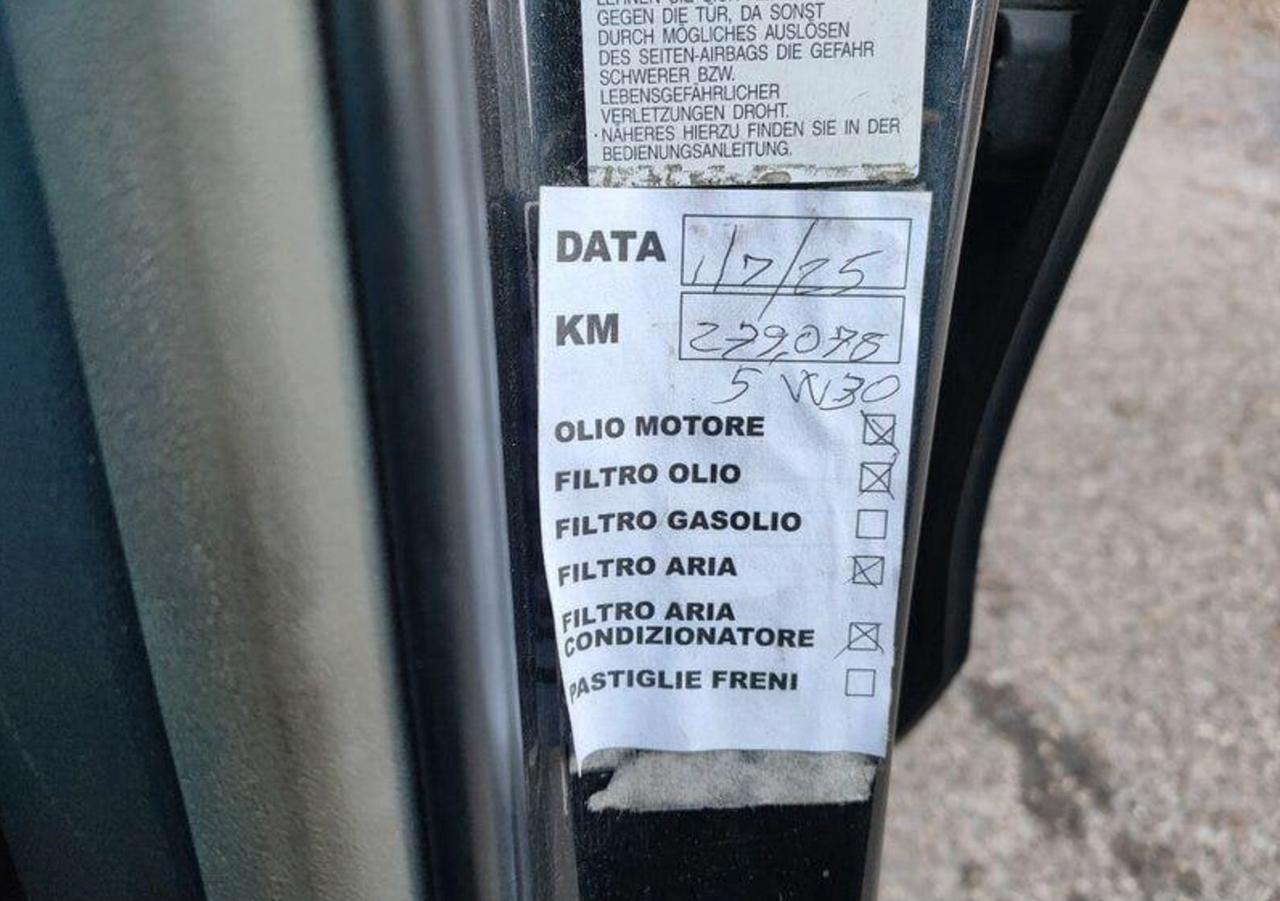 GEGEN DIE TÜR, DA SONST
DURCH MÖGLICHES AUSLÖSEN
DES SEITEN-AIRBAGS DIE GEFAHR
SCHWERER BZW.
LEBENSGEFÄHRLICHER
VERLETZUNGEN DROHT.
· NÄHERES HIERZU FINDEN SIE IN DER
BEDIENUNGSANLEITUNG.
DATA 1/7/25
KM 279,078
5 W30
OLIO MOTORE
FILTRO OLIO
FILTRO GASOLIO
FILTRO ARIA
FILTRO ARIA
CONDIZIONATORE
PASTIGLIE FRENI